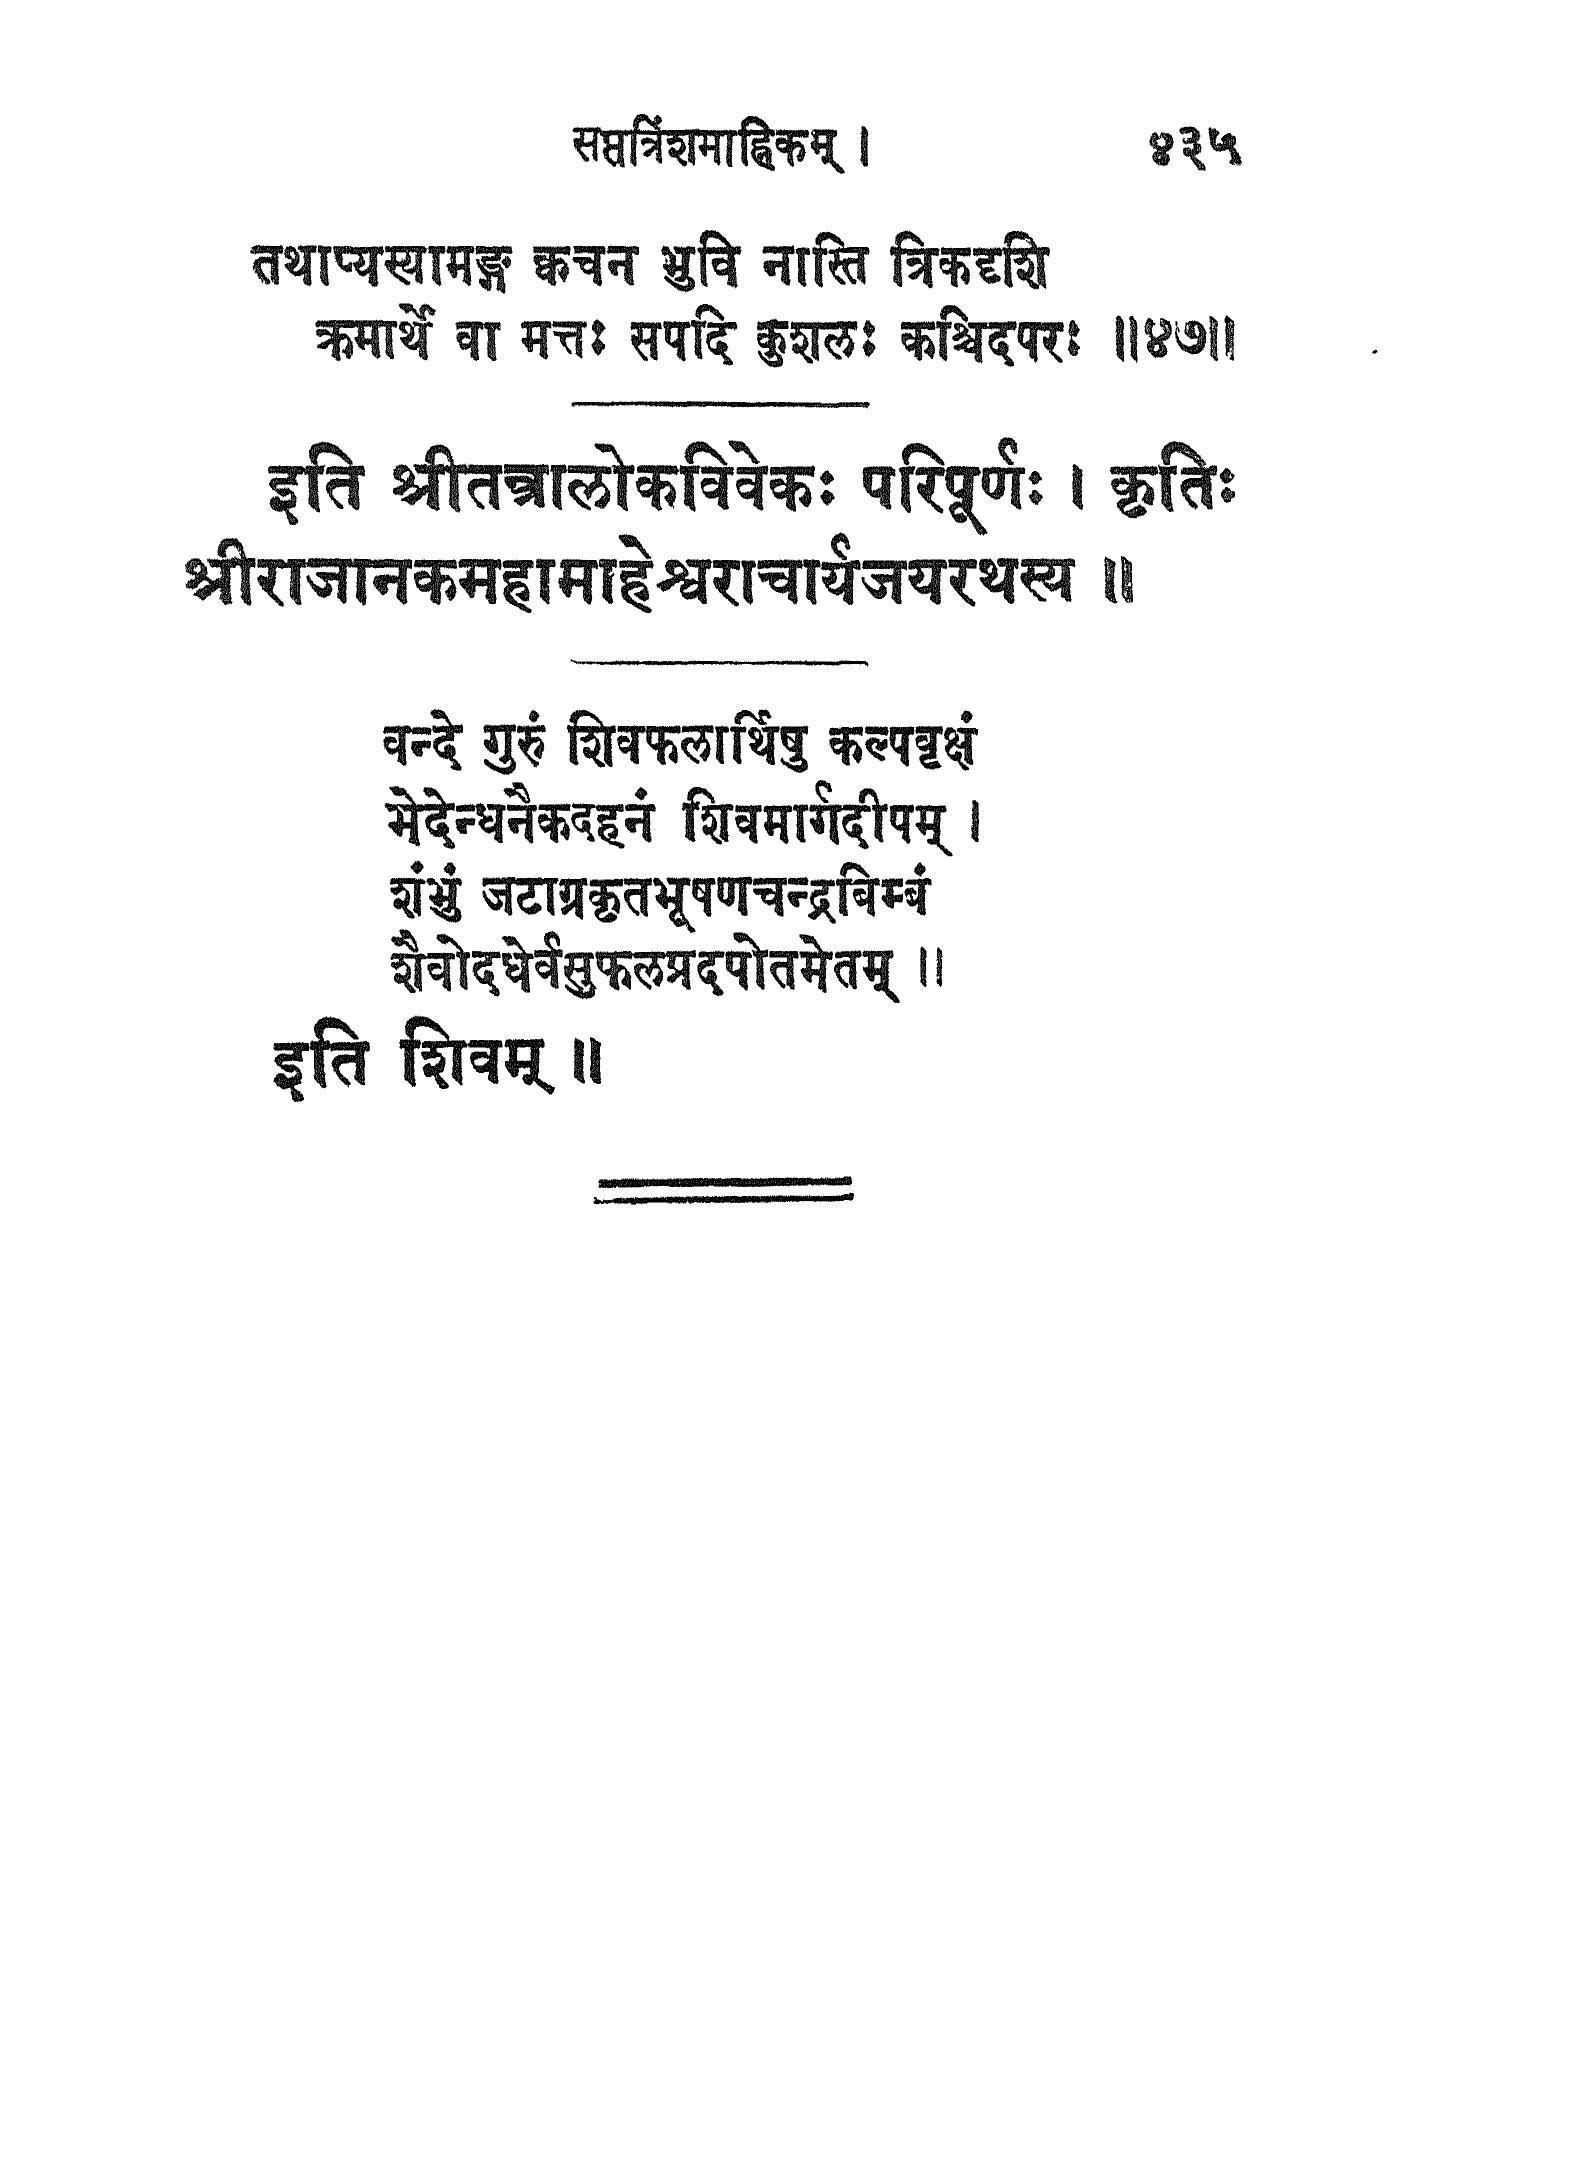 सप्तत्रिंशमाह्निकम् ।
४३५
तथाप्यस्यामङ्ग क्वचन भुवि नास्ति त्रिकदृशि
क्रमार्थे वा मत्तः सपदि कुशलः कश्चिदपरः ॥४७॥
इति श्रीतन्त्रालोकविवेकः परिपूर्णः । कृतिः
श्रीराजानकमहामाहेश्वराचार्यजयरथस्य ॥
वन्दे गुरुं शिवफलार्थिषु कल्पवृक्षं
भेदेन्धनैकदहनं शिवमार्गदीपम् ।
शंभुं जटाग्रकृतभूषणचन्द्रबिम्बं
शैवोदधेर्वसुफलप्रदपोतमेतम् ॥
इति शिवम् ॥